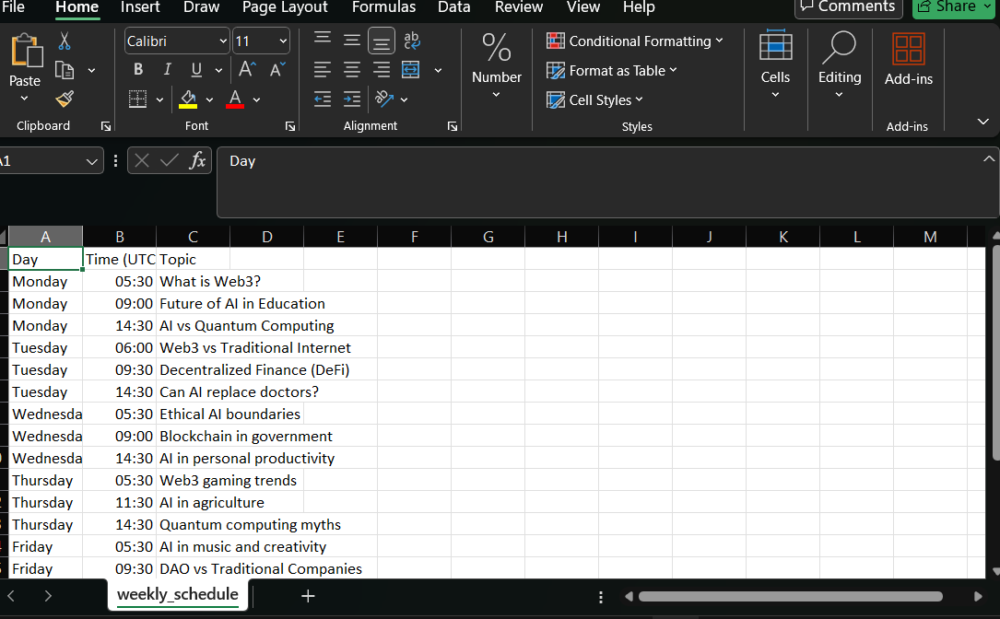 File Home Insert Draw Page Layout Formulas Data Review View Help Comments Share
Calibri 11 ab % Conditional Formatting
Paste B I U A A Number Format as Table Cells Editing Add-ins
A Cell Styles
Clipboard Font Alignment Styles Add-ins
A1 fx Day
A B C D E F G H I J K L M
Day Time (UTC Topic
Monday 05:30 What is Web3?
Monday 09:00 Future of AI in Education
Monday 14:30 AI vs Quantum Computing
Tuesday 06:00 Web3 vs Traditional Internet
Tuesday 09:30 Decentralized Finance (DeFi)
Tuesday 14:30 Can AI replace doctors?
Wednesda 05:30 Ethical AI boundaries
Wednesda 09:00 Blockchain in government
Wednesda 14:30 AI in personal productivity
Thursday 05:30 Web3 gaming trends
Thursday 11:30 AI in agriculture
Thursday 14:30 Quantum computing myths
Friday 05:30 AI in music and creativity
Friday 09:30 DAO vs Traditional Companies
weekly_schedule